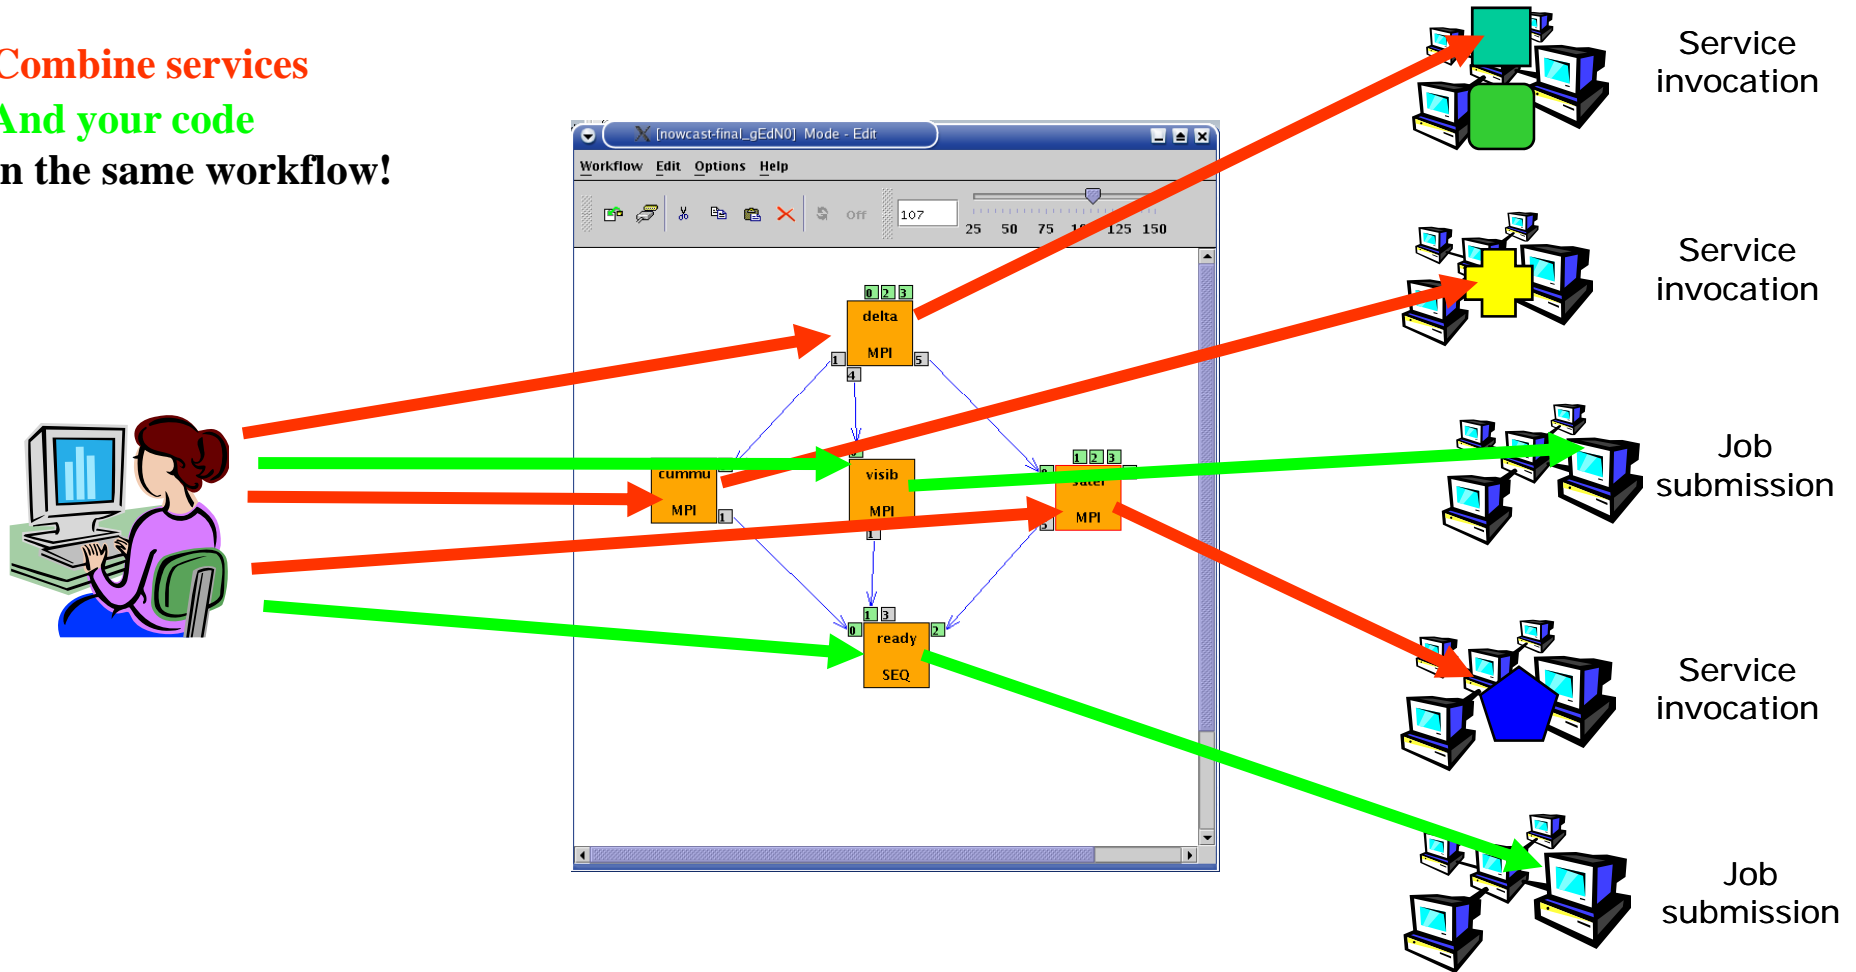 Combine services
And your code
in the same workflow!
[nowcast-final_gEdN0] Mode - Edit
Workflow Edit Options Help
Off
107
25 50 75 125 150
0 2 3
delta
MPI
1
5
4
1 2 3
cummu
MPI
1
visib
MPI
1
satel
MPI
5
1 3
0
2
ready
SEQ
Service
invocation
Service
invocation
Job
submission
Service
invocation
Job
submission